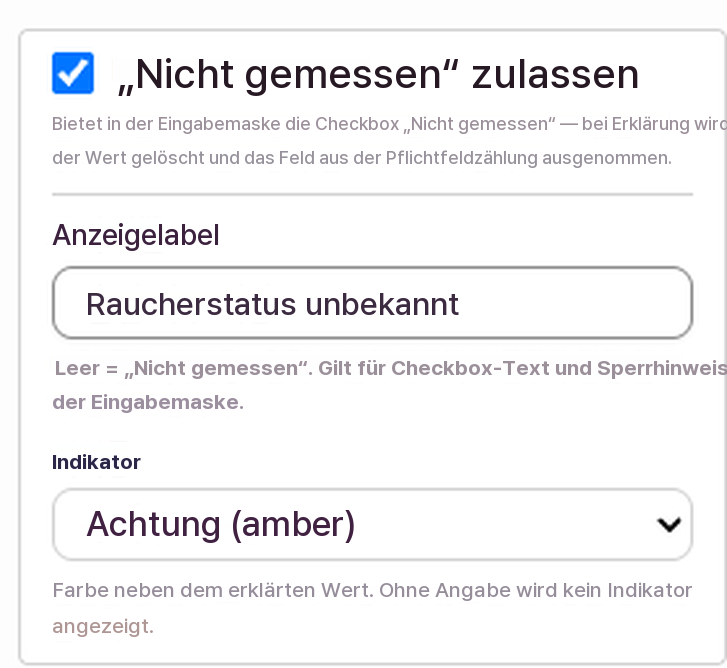 „Nicht gemessen“ zulassen
Bietet in der Eingabemaske die Checkbox „Nicht gemessen“ — bei Erklärung wird
der Wert gelöscht und das Feld aus der Pflichtfeldzählung ausgenommen.
Anzeigelabel
Raucherstatus unbekannt
Leer = „Nicht gemessen“. Gilt für Checkbox-Text und Sperrhinweis
der Eingabemaske.
Indikator
Achtung (amber)
Farbe neben dem erklärten Wert. Ohne Angabe wird kein Indikator
angezeigt.